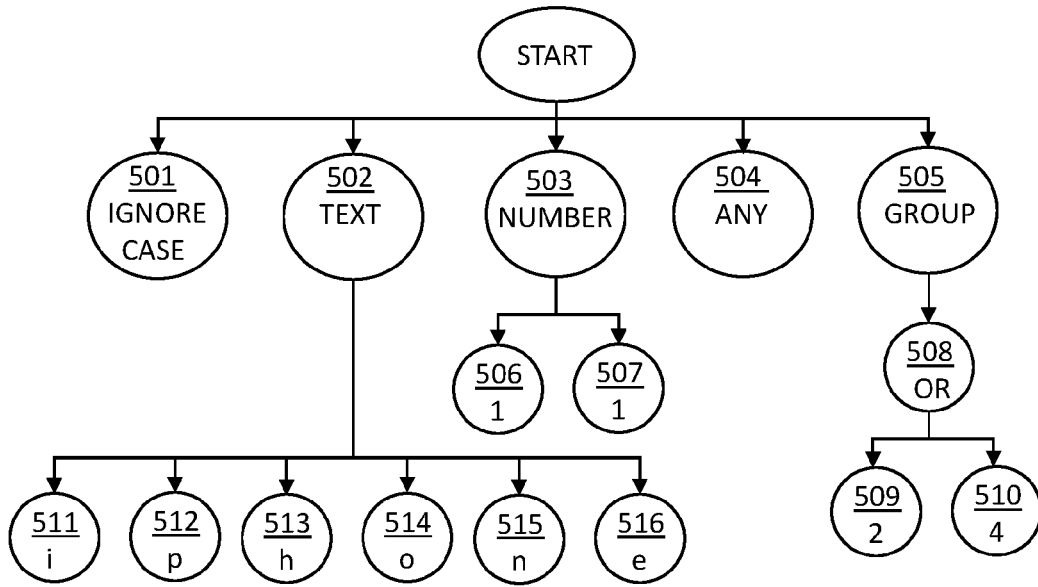 START
501
IGNORE
CASE
502
TEXT
503
NUMBER
504
ANY
505
GROUP
506
1
507
1
508
OR
509
2
510
4
511
i
512
p
513
h
514
o
515
n
516
e